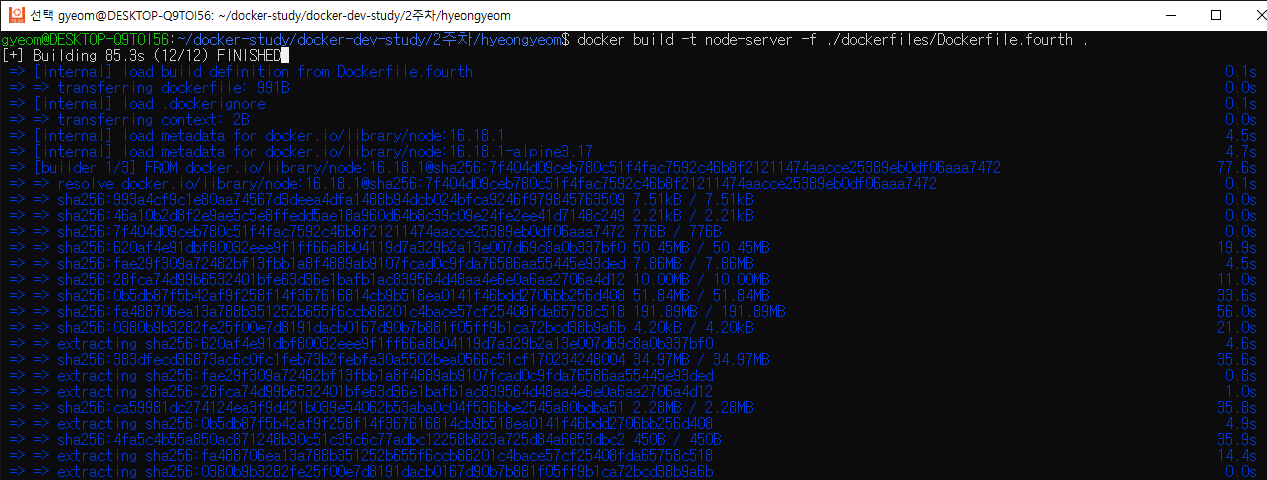 선택 gyeom@DESKTOP-Q9TOI56: ~/docker-study/docker-dev-study/2주차/hyeongyeom
gyeom@DESKTOP-Q9TOI56:~/docker-study/docker-dev-study/2주차/hyeongyeom$ docker build -t node-server -f ./dockerfiles/Dockerfile.fourth .
[+] Building 85.3s (12/12) FINISHED
=> [internal] load build definition from Dockerfile.fourth 0.1s
=> => transferring dockerfile: 991B 0.0s
=> [internal] load .dockerignore 0.1s
=> => transferring context: 2B 0.0s
=> [internal] load metadata for docker.io/library/node:16.18.1 4.5s
=> [internal] load metadata for docker.io/library/node:16.18.1-alpine3.17 4.7s
=> [builder 1/3] FROM docker.io/library/node:16.18.1@sha256:7f404d09ceb780c51f4fac7592c46b8f21211474aacce25389eb0df06aaa7472 77.6s
=> => resolve docker.io/library/node:16.18.1@sha256:7f404d09ceb780c51f4fac7592c46b8f21211474aacce25389eb0df06aaa7472 0.1s
=> => sha256:993a4cf9c1e80aa74567d3deea4dfa1488b94dcb024bfca9246f979845763509 7.51kB / 7.51kB 0.0s
=> => sha256:46a10b2d8f2e9ae5c5e8ffedd5ae18a960d64b8c39c09e24fe2ee41d7148c249 2.21kB / 2.21kB 0.0s
=> => sha256:7f404d09ceb780c51f4fac7592c46b8f21211474aacce25389eb0df06aaa7472 776B / 776B 0.0s
=> => sha256:620af4e91dbf80032eee9f1ff66a8b04119d7a329b2a13e007d69c8a0b337bf0 50.45MB / 50.45MB 19.9s
=> => sha256:fae29f309a72482bf13fbb1a8f4889ab9107fcad0c9fda76586aa55445e93ded 7.86MB / 7.86MB 4.5s
=> => sha256:28fca74d99b6532401bfe63d36e1bafb1ac839564d48aa4e6e0a6aa2706a4d12 10.00MB / 10.00MB 11.0s
=> => sha256:0b5db87f5b42af9f258f14f367616814cb9b518ea0141f46bdd2706bb256d408 51.84MB / 51.84MB 33.6s
=> => sha256:fa488706ea13a788b351252b655f6ccb88201c4bace57cf25408fda65758c518 191.89MB / 191.89MB 56.0s
=> => sha256:0380b9b3282fe25f00e7d8191dacb0167d90b7b881f05ff9b1ca72bcd38b9a6b 4.20kB / 4.20kB 21.0s
=> => extracting sha256:620af4e91dbf80032eee9f1ff66a8b04119d7a329b2a13e007d69c8a0b337bf0 4.6s
=> => sha256:383dfecd36873ac6c0fc1feb73b2febfa30a5502bea0566c51cf170234248004 34.97MB / 34.97MB 35.6s
=> => extracting sha256:fae29f309a72482bf13fbb1a8f4889ab9107fcad0c9fda76586aa55445e93ded 0.8s
=> => extracting sha256:28fca74d99b6532401bfe63d36e1bafb1ac839564d48aa4e6e0a6aa2706a4d12 1.0s
=> => sha256:ca59981dc274124ea3f9d421b039e54062b53aba0c04f536bbe2545a80bdba51 2.28MB / 2.28MB 35.8s
=> => extracting sha256:0b5db87f5b42af9f258f14f367616814cb9b518ea0141f46bdd2706bb256d408 4.9s
=> => sha256:4fa5c4b55a850ac871248b30c51c35c6c77adbc12258b823a725d84a6853dbc2 450B / 450B 35.9s
=> => extracting sha256:fa488706ea13a788b351252b655f6ccb88201c4bace57cf25408fda65758c518 14.4s
=> => extracting sha256:0380b9b3282fe25f00e7d8191dacb0167d90b7b881f05ff9b1ca72bcd38b9a6b 0.0s